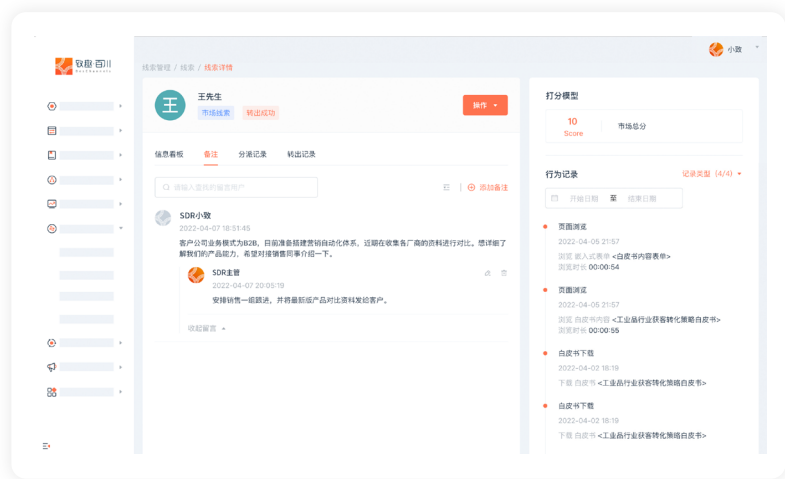 致趣百川
小致
线索管理 / 线索 / 线索详情
王
王先生
市场线索
转出成功
操作
信息看板
备注
分派记录
转出记录
请输入查找的留言用户
添加备注
SDR小致
2022-04-07 18:51:45
客户公司业务模式为B2B，目前准备搭建营销自动化体系，近期在收集各厂商的资料进行对比。想详细了
解我们的产品能力，希望对接销售同事介绍一下。
SDR主管
2022-04-07 20:05:19
安排销售一组跟进，并将最新版产品对比资料发给客户。
收起留言
打分模型
10
Score
市场总分
行为记录
记录类型 (4/4)
开始日期 至 结束日期
页面浏览
2022-04-05 21:57
浏览 嵌入式表单 <白皮书内容表单>
浏览时长 00:00:54
页面浏览
2022-04-05 21:57
浏览 白皮书内容 <工业品行业获客转化策略白皮书>
浏览时长 00:00:55
白皮书下载
2022-04-02 18:19
下载 白皮书 <工业品行业获客转化策略白皮书>
白皮书下载
2022-04-02 18:19
下载 白皮书 <工业品行业获客转化策略白皮书>